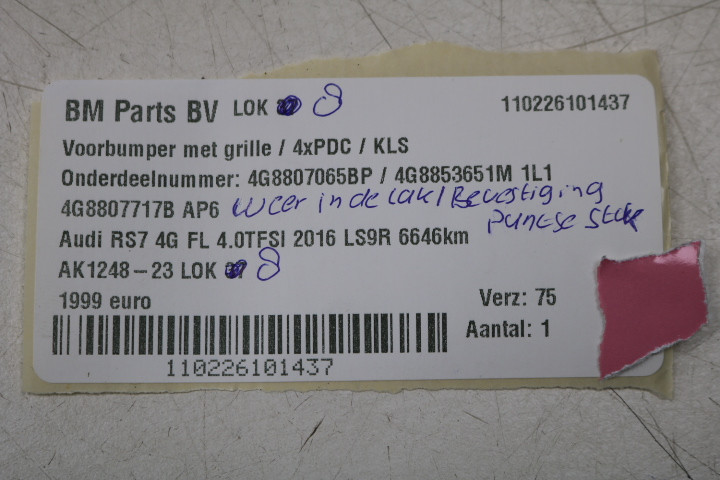 BM Parts BV LOK 8
110226101437
Voorbumper met grille / 4xPDC / KLS
Onderdeelnummer: 4G8807065BP / 4G8853651M 1L1
4G8807717B AP6 weer in de lak / Bevestiging
Audi RS7 4G FL 4.0TFSI 2016 LS9R 6646km
AK1248-23 LOK 8
1999 euro
Verz: 75
Aantal: 1
110226101437